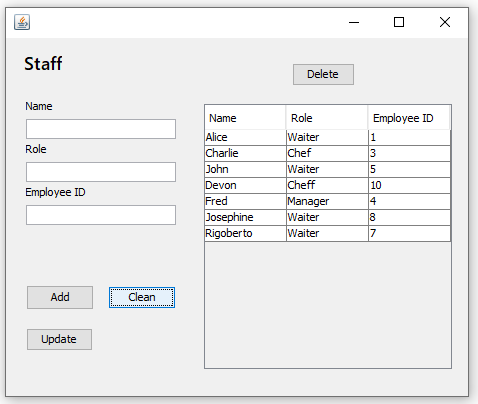 Staff
Delete
Name
Role
Employee ID
Name Role Employee ID
Alice Waiter 1
Charlie Chef 3
John Waiter 5
Devon Cheff 10
Fred Manager 4
Josephine Waiter 8
Rigoberto Waiter 7
Add Clean
Update